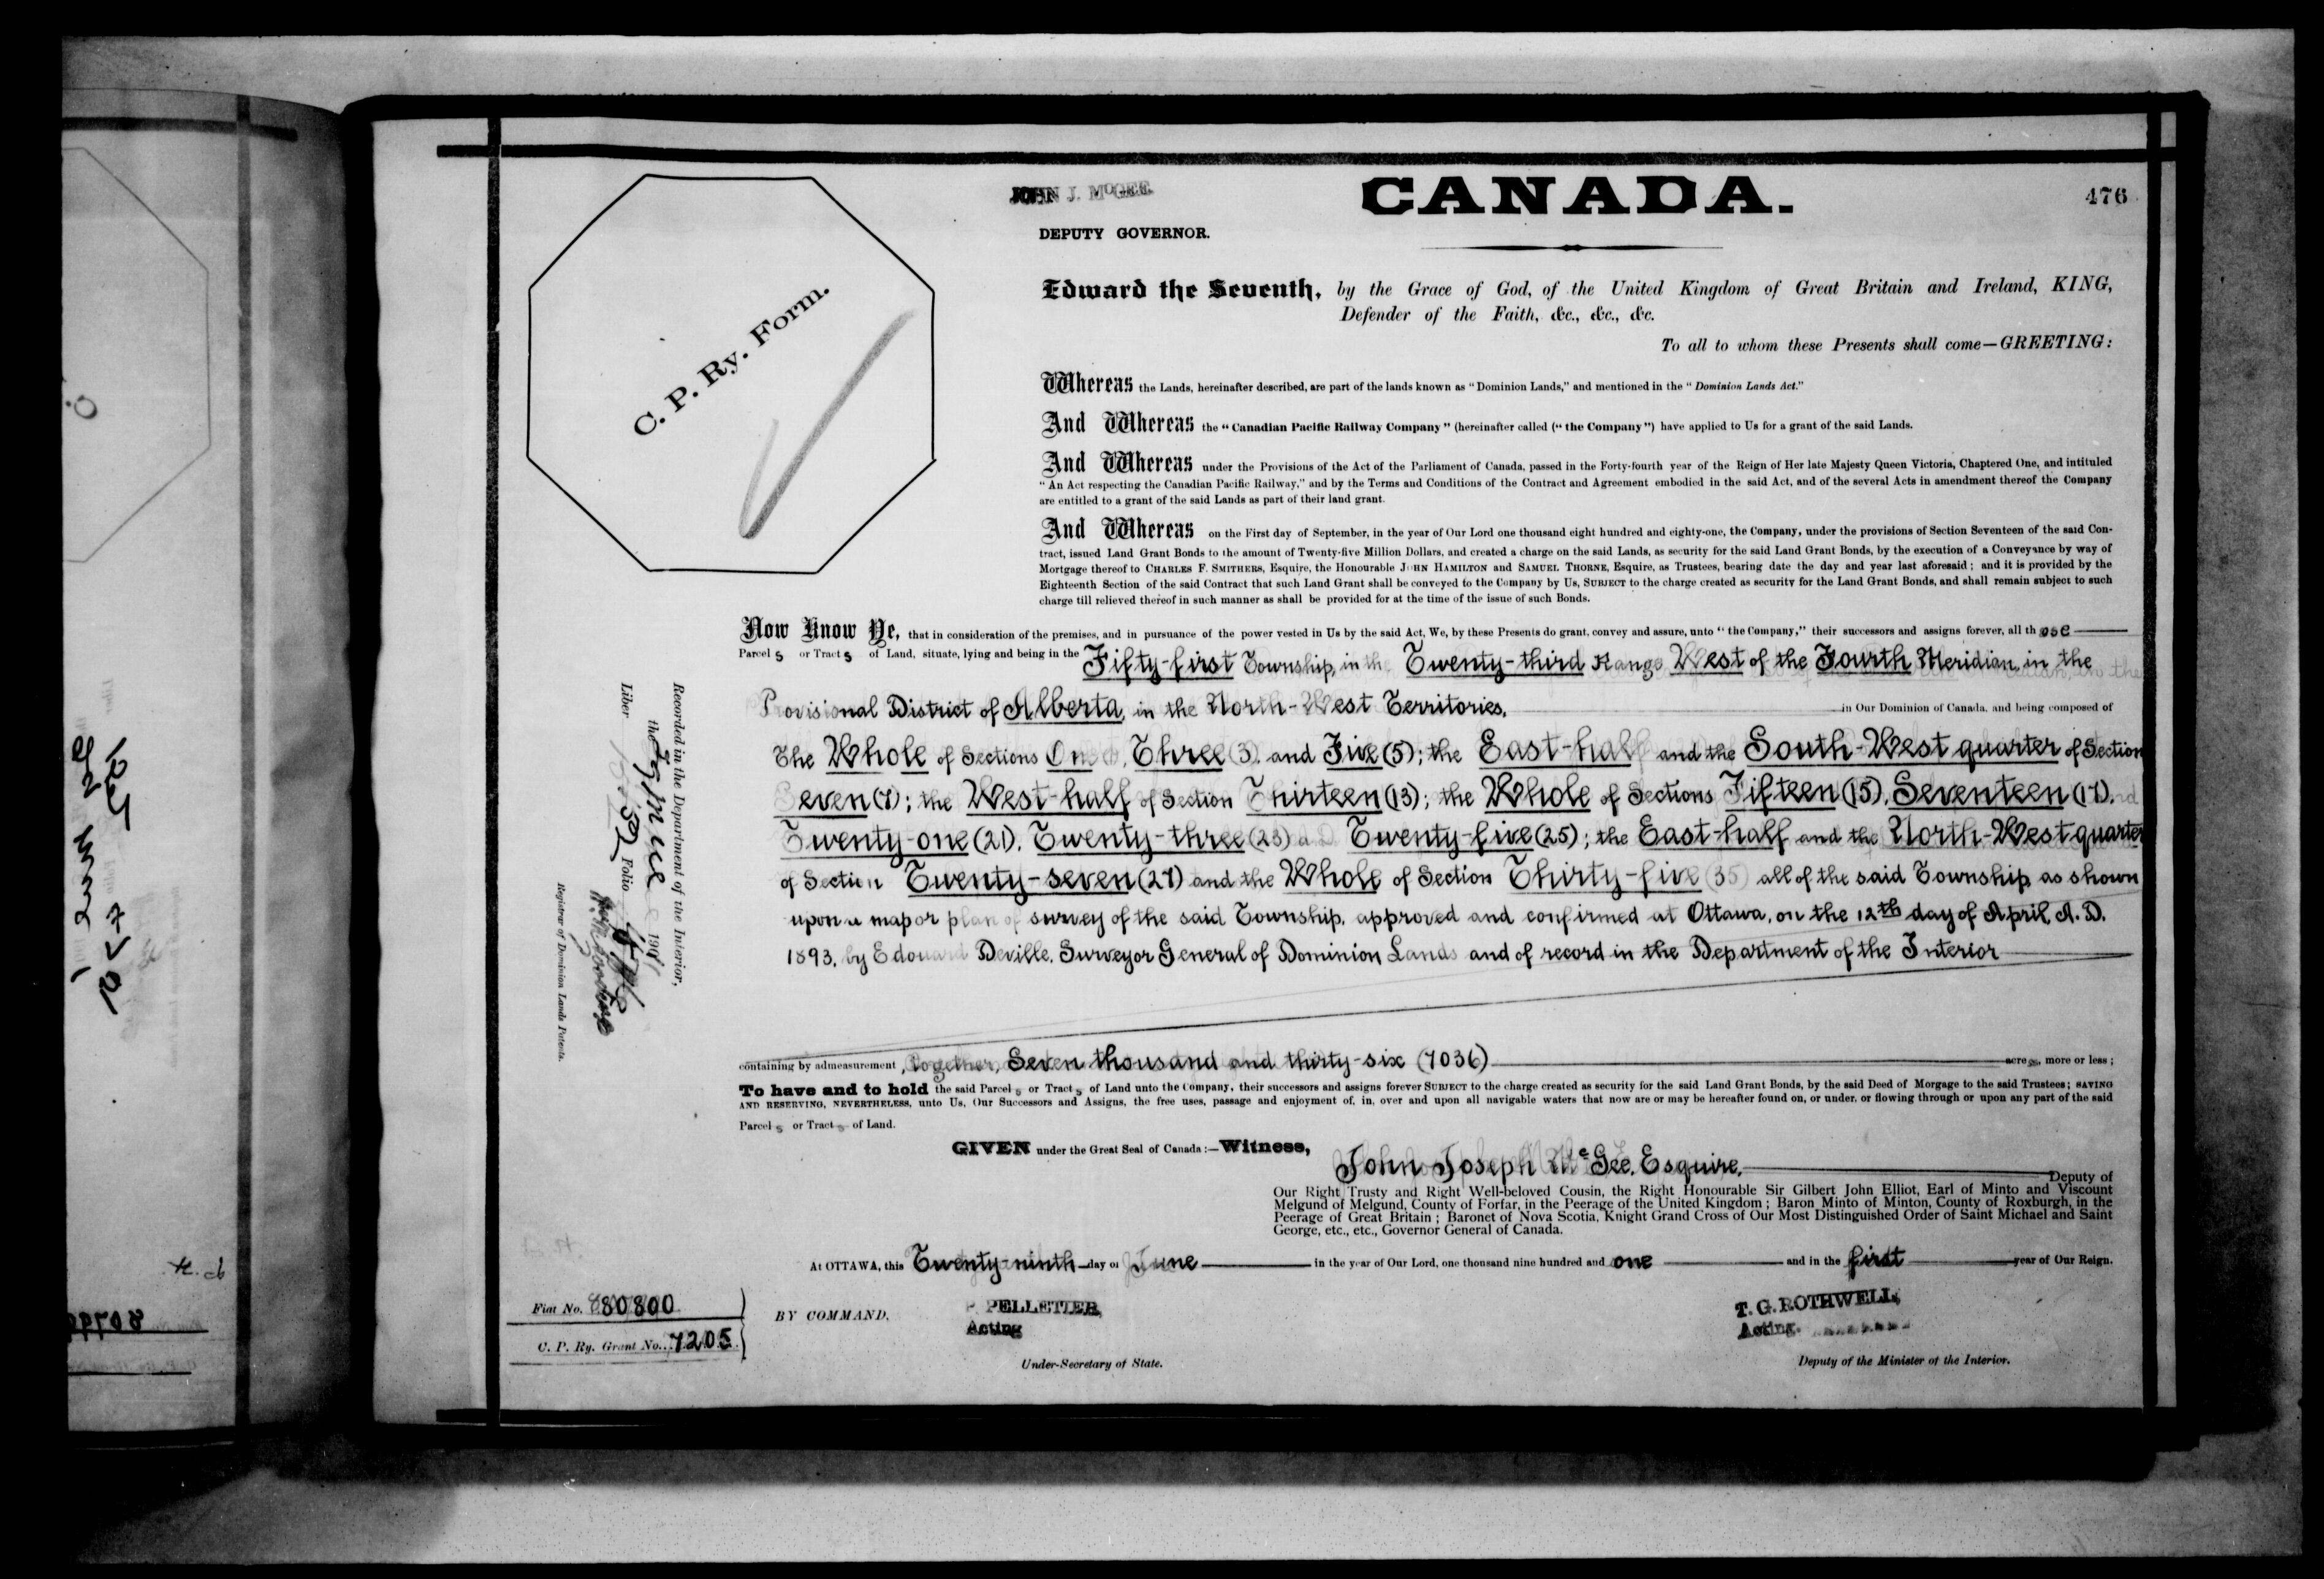 JOHN J. McGEE
CANADA.
476
DEPUTY GOVERNOR.
C. P. Ry. Form.
Edward the Seventh, by the Grace of God, of the United Kingdom of Great Britain and Ireland, KING,
Defender of the Faith, &c., &c., &c.
To all to whom these Presents shall come—GREETING:
Whereas the Lands, hereinafter described, are part of the lands known as "Dominion Lands," and mentioned in the "Dominion Lands Act."
And Whereas the "Canadian Pacific Railway Company" (hereinafter called ("the Company") have applied to Us for a grant of the said Lands.
And Whereas under the Provisions of the Act of the Parliament of Canada, passed in the Forty-fourth year of the Reign of Her late Majesty Queen Victoria, Chaptered One, and intituled
"An Act respecting the Canadian Pacific Railway," and by the Terms and Conditions of the Contract and Agreement embodied in the said Act, and of the several Acts in amendment thereof the Company
are entitled to a grant of the said Lands as part of their land grant.
And Whereas on the First day of September, in the year of Our Lord one thousand eight hundred and eighty-one, the Company, under the provisions of Section Seventeen of the said Con-
tract, issued Land Grant Bonds to the amount of Twenty-five Million Dollars, and created a charge on the said Lands, as security for the said Land Grant Bonds, by the execution of a Conveyance by way of
Mortgage thereof to CHARLES F. SMITHERS, Esquire, the Honourable JOHN HAMILTON and SAMUEL THORNE, Esquire, as Trustees, bearing date the day and year last aforesaid; and it is provided by the
Eighteenth Section of the said Contract that such Land Grant shall be conveyed to the Company by Us, SUBJECT to the charge created as security for the Land Grant Bonds, and shall remain subject to such
charge till relieved thereof in such manner as shall be provided for at the time of the issue of such Bonds.
Now Know Ye, that in consideration of the premises, and in pursuance of the power vested in Us by the said Act, We, by these Presents do grant, convey and assure, unto "the Company," their successors and assigns forever, all those
Parcels or Tracts of Land, situate, lying and being in the Fifty-first Township, in the Twenty-third Range West of the Fourth Meridian, in the
Provisional District of Alberta, in the North-West Territories, in Our Dominion of Canada, and being composed of
The Whole of Sections One (1), Three (3) and Five (5); the East-half and the South-West quarter of Section
Seven (7); the West-half of Section Thirteen (13); the Whole of Sections Fifteen (15), Seventeen (17),
Twenty-one (21), Twenty-three (23) and Twenty-five (25); the East-half and the North-West quarter
of Section Twenty-seven (27) and the Whole of Section Thirty-five (35) all of the said Township as shown
upon a map or plan of survey of the said Township, approved and confirmed at Ottawa, on the 12th day of April, A. D.
1893, by Edouard Deville, Surveyor General of Dominion Lands and of record in the Department of the Interior
containing by admeasurement, together, Seven thousand and thirty-six (7036) acres, more or less;
To have and to hold the said Parcels or Tracts of Land unto the Company, their successors and assigns forever SUBJECT to the charge created as security for the said Land Grant Bonds, by the said Deed of Morgage to the said Trustees; SAVING
AND RESERVING, NEVERTHELESS, unto Us, Our Successors and Assigns, the free uses, passage and enjoyment of, in, over and upon all navigable waters that now are or may be hereafter found on, or under, or flowing through or upon any part of the said
Parcels or Tracts of Land.
GIVEN under the Great Seal of Canada:—Witness,
John Joseph McGee, Esquire, Deputy of
Our Right Trusty and Right Well-beloved Cousin, the Right Honourable Sir Gilbert John Elliot, Earl of Minto and Viscount
Melgund of Melgund, County of Forfar, in the Peerage of the United Kingdom; Baron Minto of Minton, County of Roxburgh, in the
Peerage of Great Britain; Baronet of Nova Scotia, Knight Grand Cross of Our Most Distinguished Order of Saint Michael and Saint
George, etc., etc., Governor General of Canada.
At OTTAWA, this Twenty-ninth day of June in the year of Our Lord, one thousand nine hundred and one and in the first year of Our Reign.
BY COMMAND,
P. PELLETIER,
Acting
Under-Secretary of State.
T. G. ROTHWELL,
Acting
Deputy of the Minister of the Interior.
Fiat No. 80800
C. P. Ry. Grant No. 7205
Recorded in the Department of the Interior,
the 190
Liber Folio
Registrar of Dominion Lands Patents.